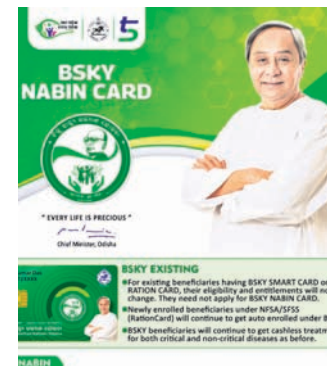 5
BSKY
NABIN CARD
" EVERY LIFE IS PRECIOUS "
Chief Minister, Odisha
BSKY EXISTING
For existing beneficiaries having BSKY SMART CARD or
RATION CARD, their eligibility and entitlements will no
change. They need not apply for BSKY NABIN CARD.
Newly enrolled beneficiaries under NFSA/SFSS
(RationCard) will continue to get auto enrolled under B
BSKY beneficiaries will continue to get cashless treatm
for both critical and non-critical diseases as before.
NABIN